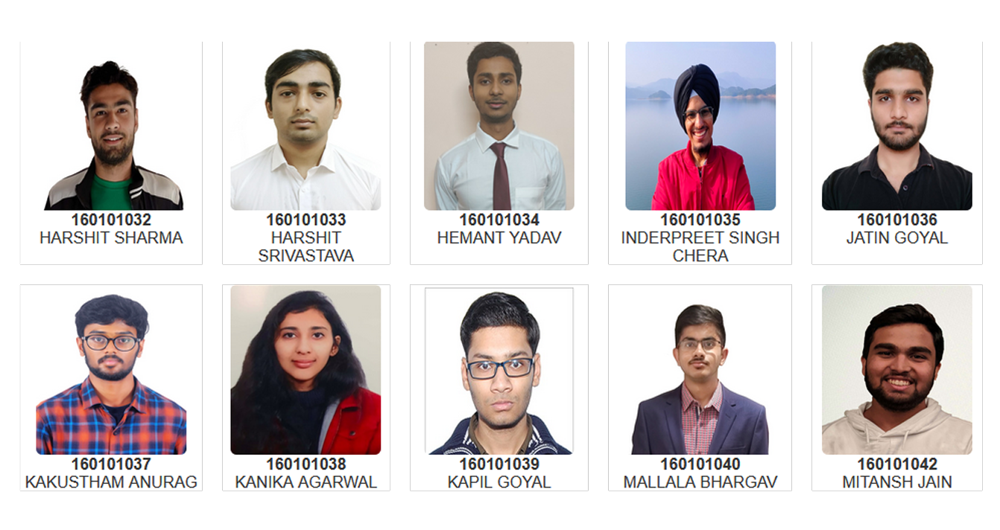 160101032
HARSHIT SHARMA
160101033
HARSHIT
SRIVASTAVA
160101034
HEMANT YADAV
160101035
INDERPREET SINGH
CHERA
160101036
JATIN GOYAL
160101037
KAKUSTHAM ANURAG
160101038
KANIKA AGARWAL
160101039
KAPIL GOYAL
160101040
MALLALA BHARGAV
160101042
MITANSH JAIN